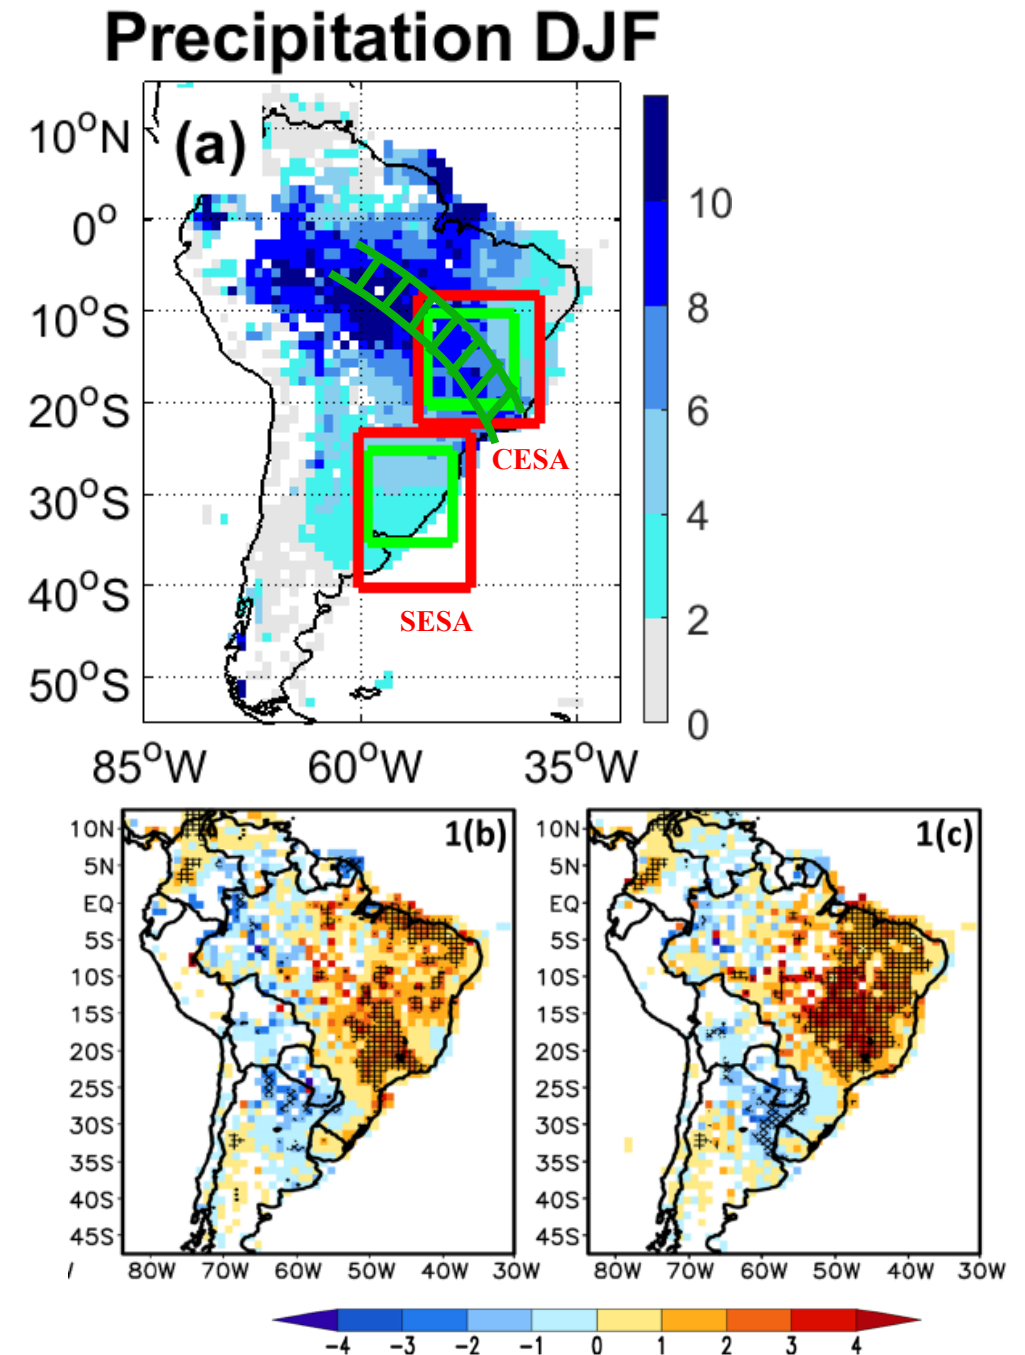 Precipitation DJF
(a)
10°N
0°
10°S
20°S
30°S
40°S
50°S
85°W
60°W
35°W
10
8
6
4
2
0
CESA
SESA
1(b)
10N
5N
EQ
5S
10S
15S
20S
25S
30S
35S
40S
45S
80W
70W
60W
50W
40W
30W
1(c)
10N
5N
EQ
5S
10S
15S
20S
25S
30S
35S
40S
45S
80W
70W
60W
50W
40W
30W
-4
-3
-2
-1
0
1
2
3
4